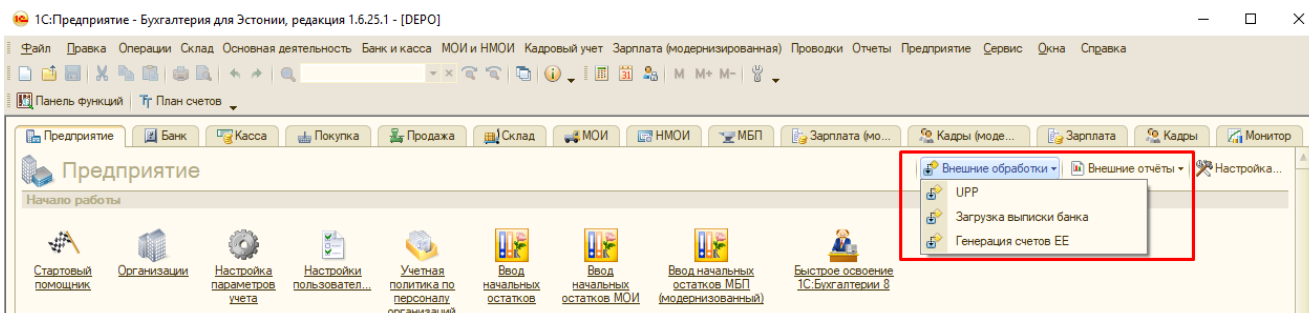 1С:Предприятие - Бухгалтерия для Эстонии, редакция 1.6.25.1 - [DEPO]
Файл Правка Операции Склад Основная деятельность Банк и касса МОИ и НМОИ Кадровый учет Зарплата (модернизированная) Проводки Отчеты Предприятие Сервис Окна Справка
M M+ M-
Панель функций Тт План счетов
Предприятие Банк Касса Покупка Продажа Склад МОИ НМОИ МБП Зарплата (мо... Кадры (моде... Зарплата Кадры Монитор
Предприятие
Внешние обработки Внешние отчёты Настройка...
UPP
Загрузка выписки банка
Генерация счетов ЕЕ
Начало работы
Стартовый помощник
Организации
Настройка параметров учета
Настройки пользовател...
Учетная политика по персоналу организаций
Ввод начальных остатков
Ввод начальных остатков МОИ
Ввод начальных остатков МБП (модернизованный)
Быстрое освоение 1С:Бухгалтерии 8